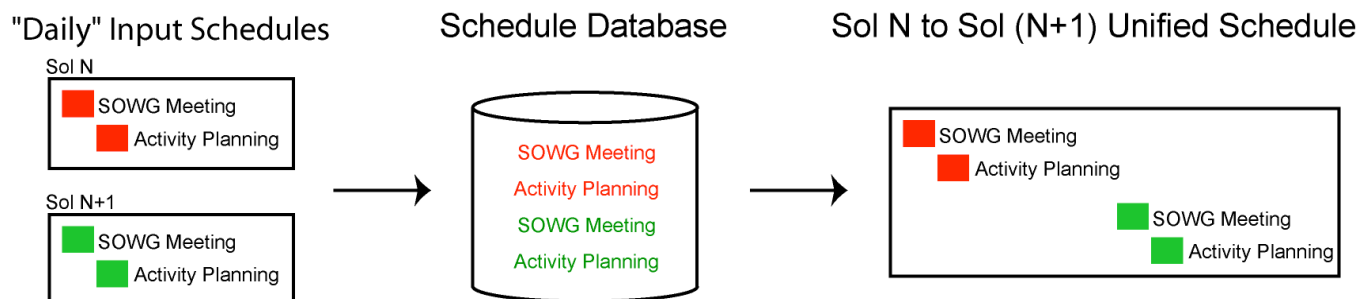 "Daily" Input Schedules
Sol N
SOWG Meeting
Activity Planning
Sol N+1
SOWG Meeting
Activity Planning
Schedule Database
SOWG Meeting
Activity Planning
SOWG Meeting
Activity Planning
Sol N to Sol (N+1) Unified Schedule
SOWG Meeting
Activity Planning
SOWG Meeting
Activity Planning